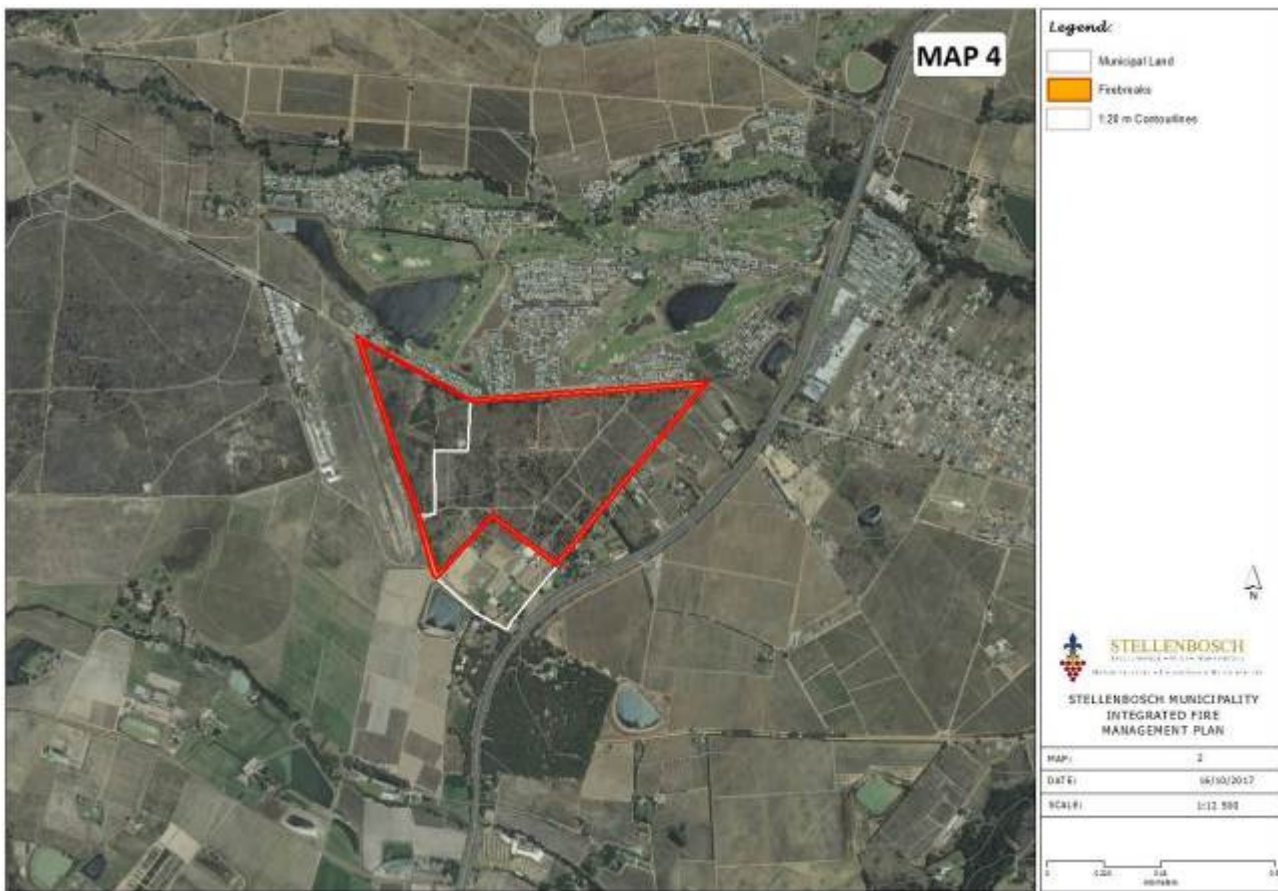 MAP 4
Legend:
Municipal Land
Firebreaks
1:20 m Contourlines
N
STELLENBOSCH
STELLENBOSCH MUNICIPALITY
INTEGRATED FIRE
MANAGEMENT PLAN
MAP: 2
DATE: 16/10/2017
SCALE: 1:12 500